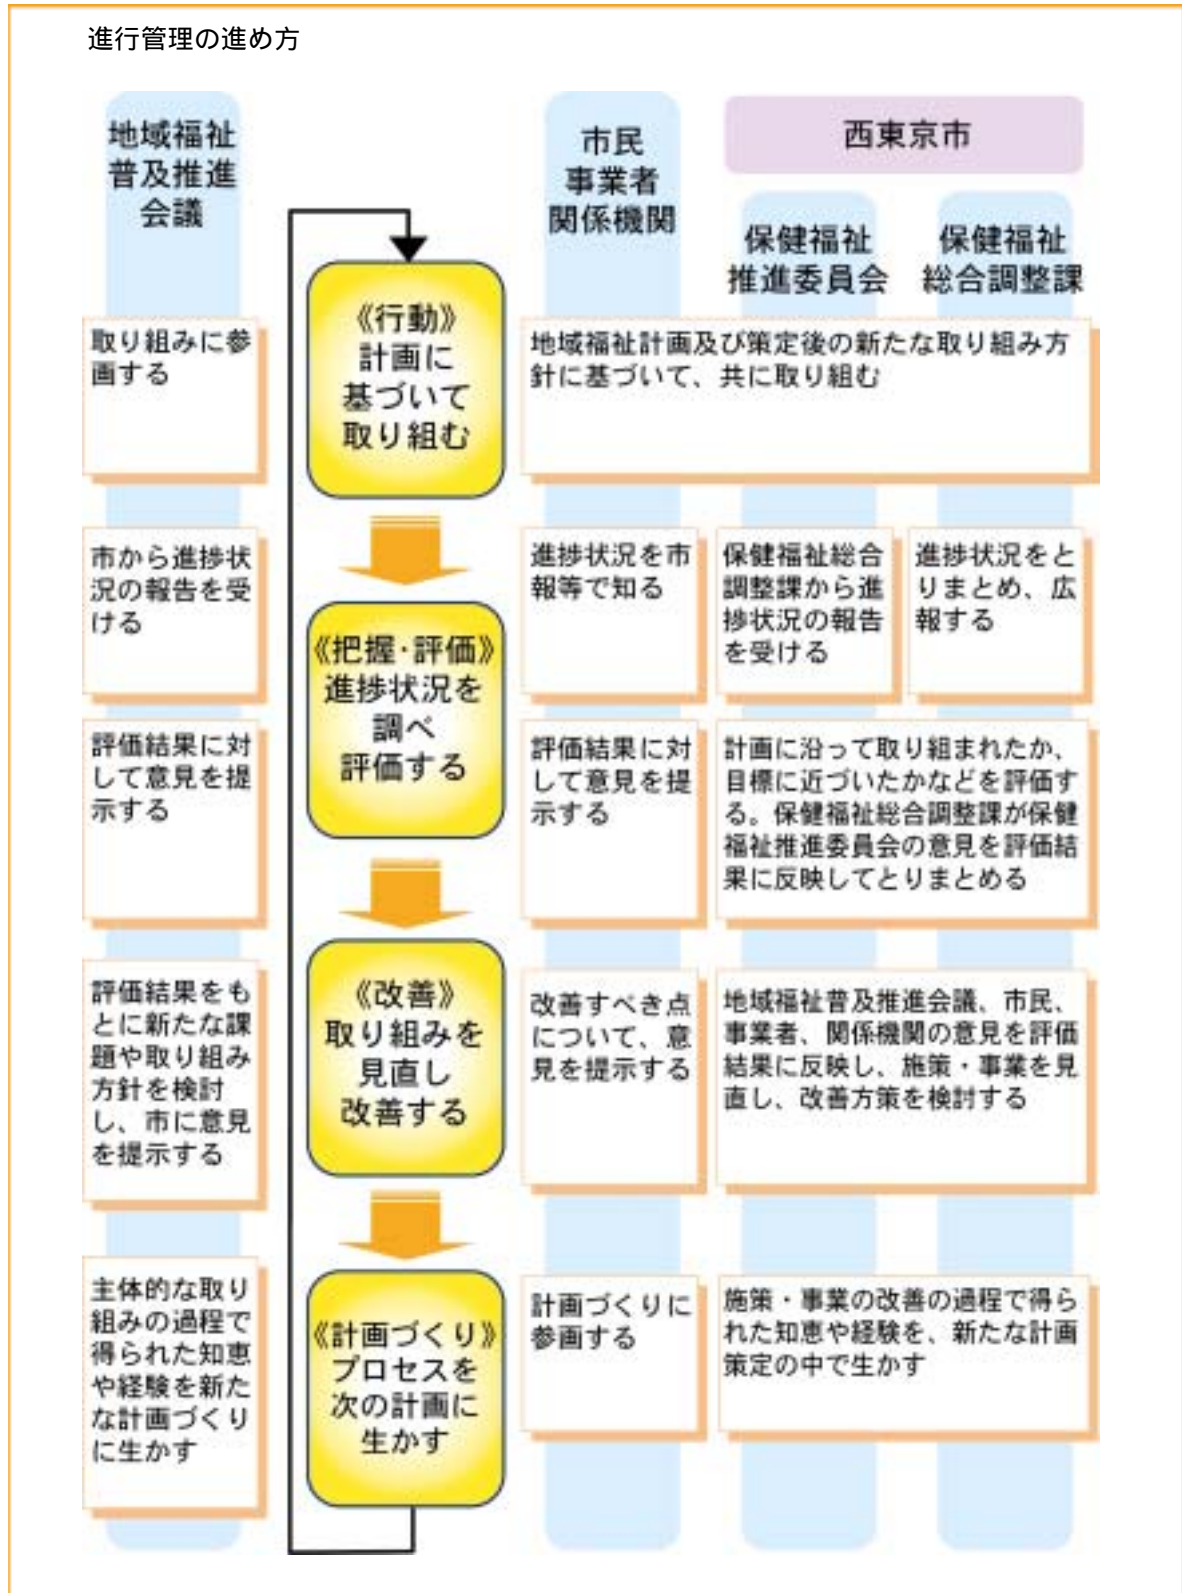 進行管理の進め方
地域福祉
普及推進
会議
市民
事業者
関係機関
西東京市
保健福祉
推進委員会
保健福祉
総合調整課
取り組みに参
画する
《行動》
計画に
基づいて
取り組む
地域福祉計画及び策定後の新たな取り組み方
針に基づいて、共に取り組む
市から進捗状
況の報告を受
ける
《把握・評価》
進捗状況を
調べ
評価する
進捗状況を市
報等で知る
保健福祉総合
調整課から進
捗状況の報告
を受ける
進捗状況をと
りまとめ、広
報する
評価結果に対
して意見を提
示する
評価結果に対
して意見を提
示する
計画に沿って取り組まれたか、
目標に近づいたかなどを評価す
る。保健福祉総合調整課が保健
福祉推進委員会の意見を評価結
果に反映してとりまとめる
評価結果をも
とに新たな課
題や取り組み
方針を検討
し、市に意見
を提示する
《改善》
取り組みを
見直し
改善する
改善すべき点
について、意
見を提示する
地域福祉普及推進会議、市民、
事業者、関係機関の意見を評価
結果に反映し、施策・事業を見
直し、改善方策を検討する
主体的な取り
組みの過程で
得られた知恵
や経験を新た
な計画づくり
に生かす
《計画づくり》
プロセスを
次の計画に
生かす
計画づくりに
参画する
施策・事業の改善の過程で得ら
れた知恵や経験を、新たな計画
策定の中で生かす